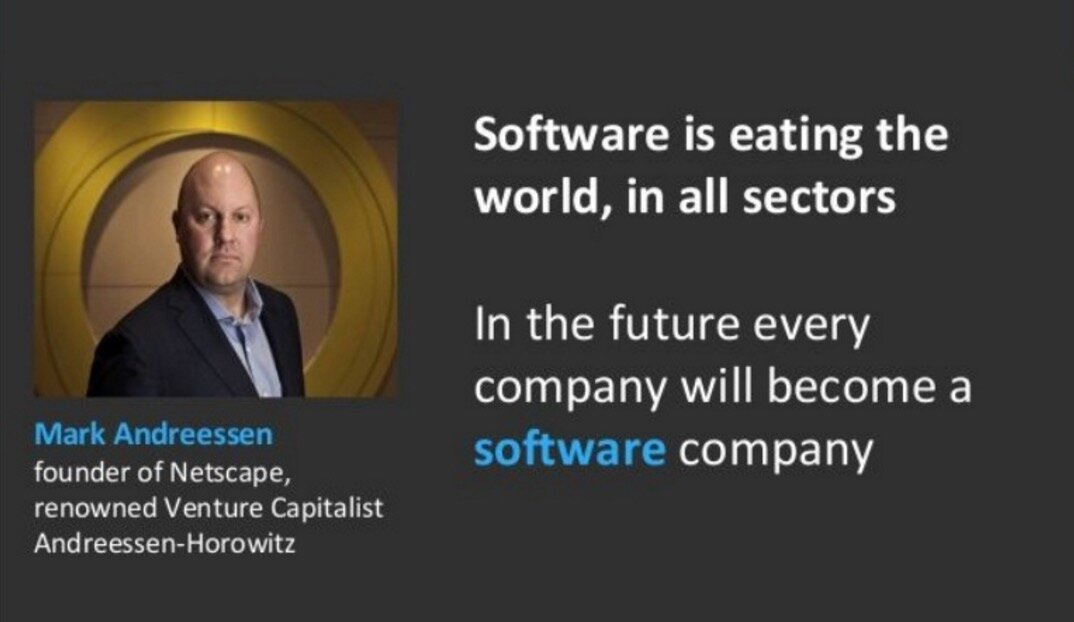 Software is eating the
world, in all sectors
In the future every
company will become a
software company
Mark Andreessen
founder of Netscape,
renowned Venture Capitalist
Andreessen-Horowitz